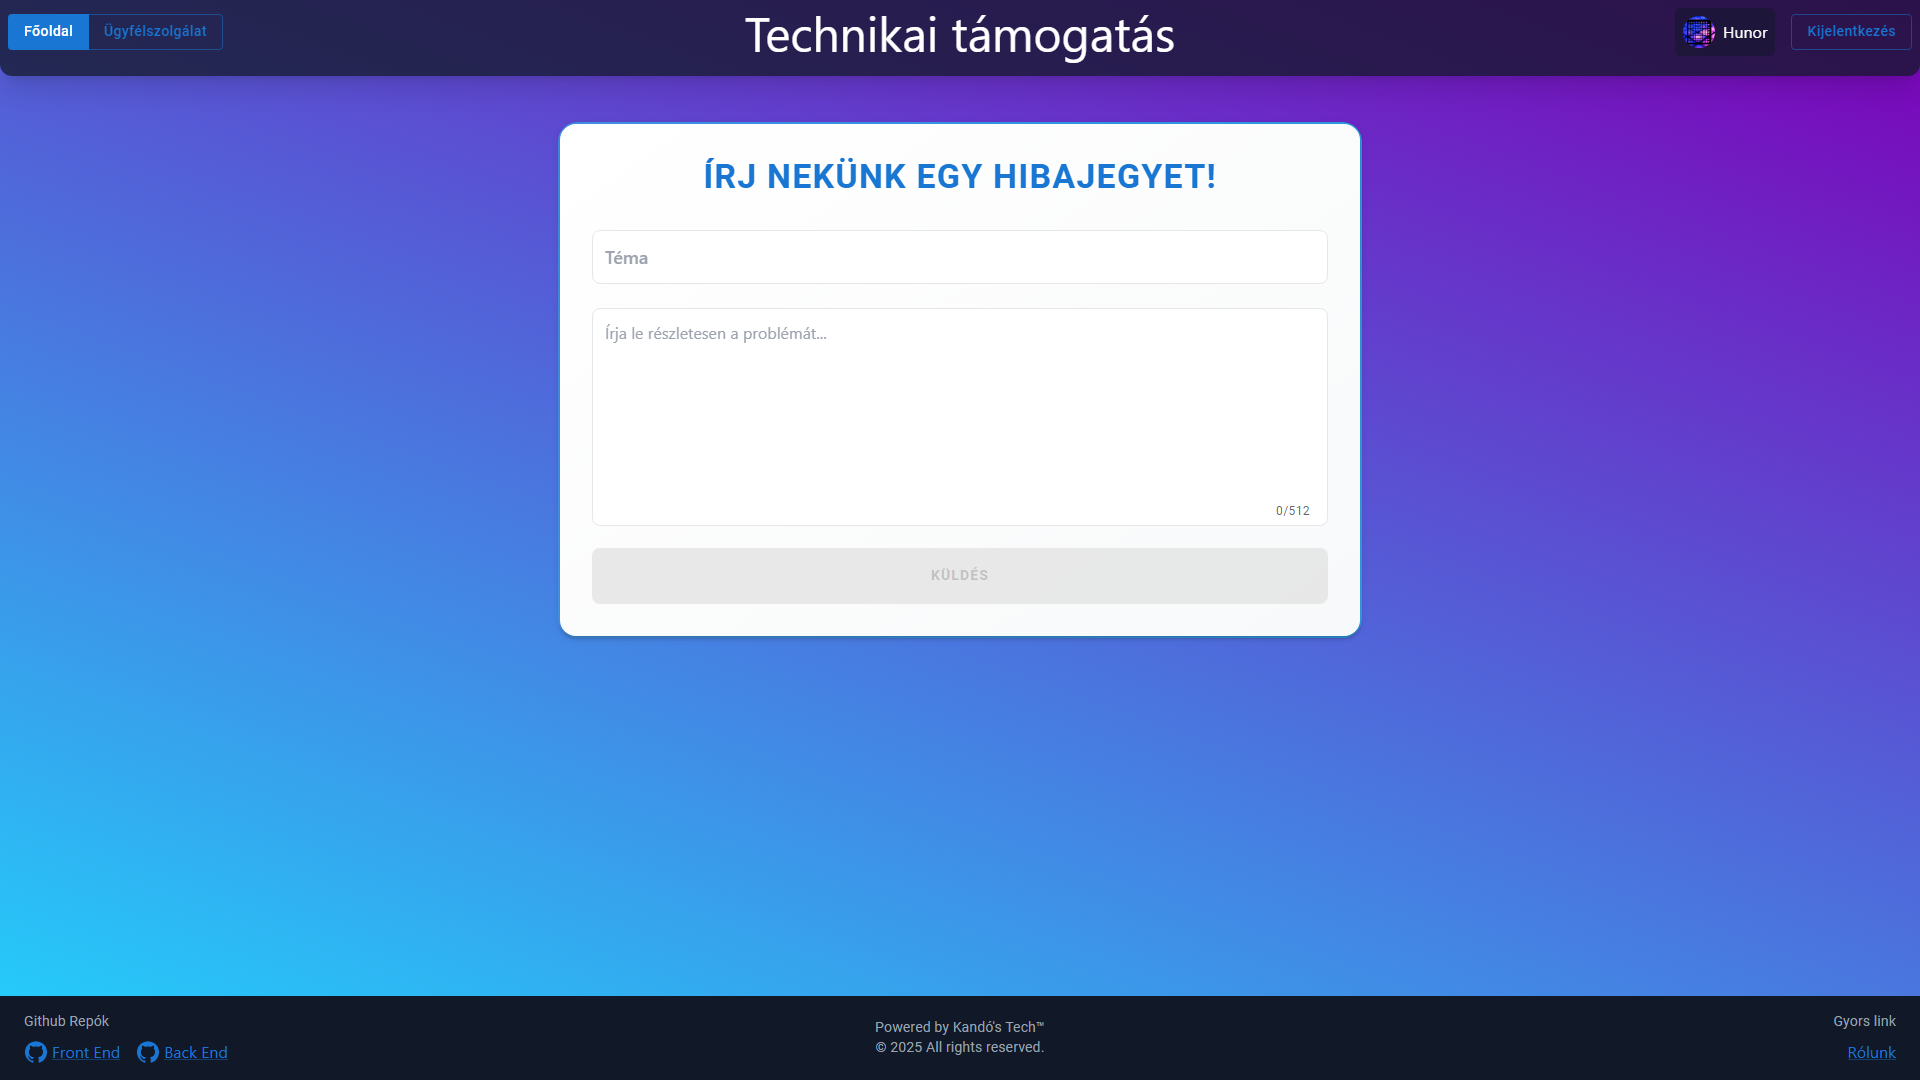 Főoldal
Ügyfélszolgálat
Technikai támogatás
Hunor
Kijelentkezés
ÍRJ NEKÜNK EGY HIBAJEGYET!
Téma
Írja le részletesen a problémát...
0/512
KÜLDÉS
Github Repók
Front End
Back End
Powered by Kandó's Tech™
© 2025 All rights reserved.
Gyors link
Rólunk